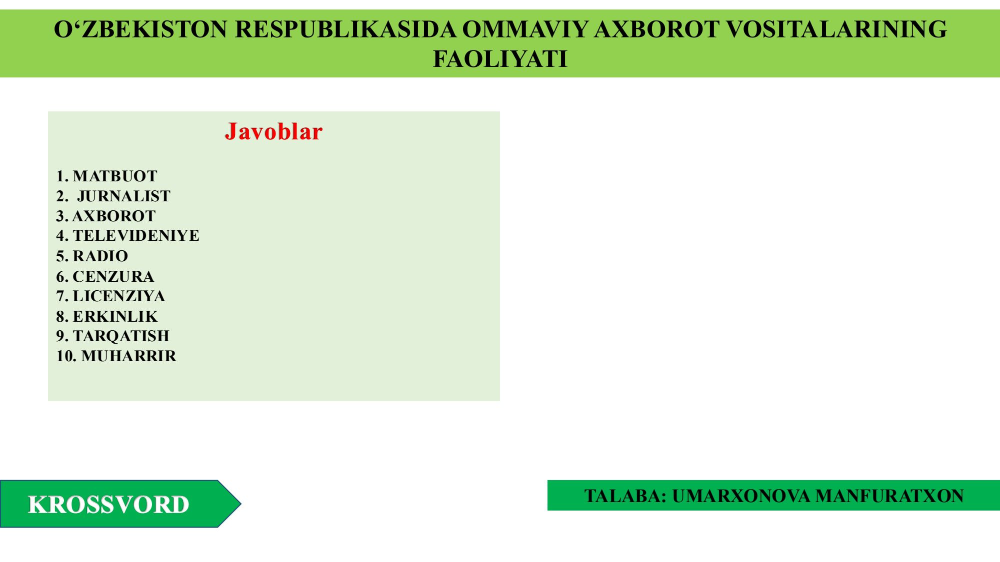 O‘ZBEKISTON RESPUBLIKASIDA OMMAVIY AXBOROT VOSITALARINING
FAOLIYATI
Javoblar
1. MATBUOT
2. JURNALIST
3. AXBOROT
4. TELEVIDENIYE
5. RADIO
6. CENZURA
7. LICENZIYA
8. ERKINLIK
9. TARQATISH
10. MUHARRIR
KROSSVORD
TALABA: UMARXONOVA MANFURATXON